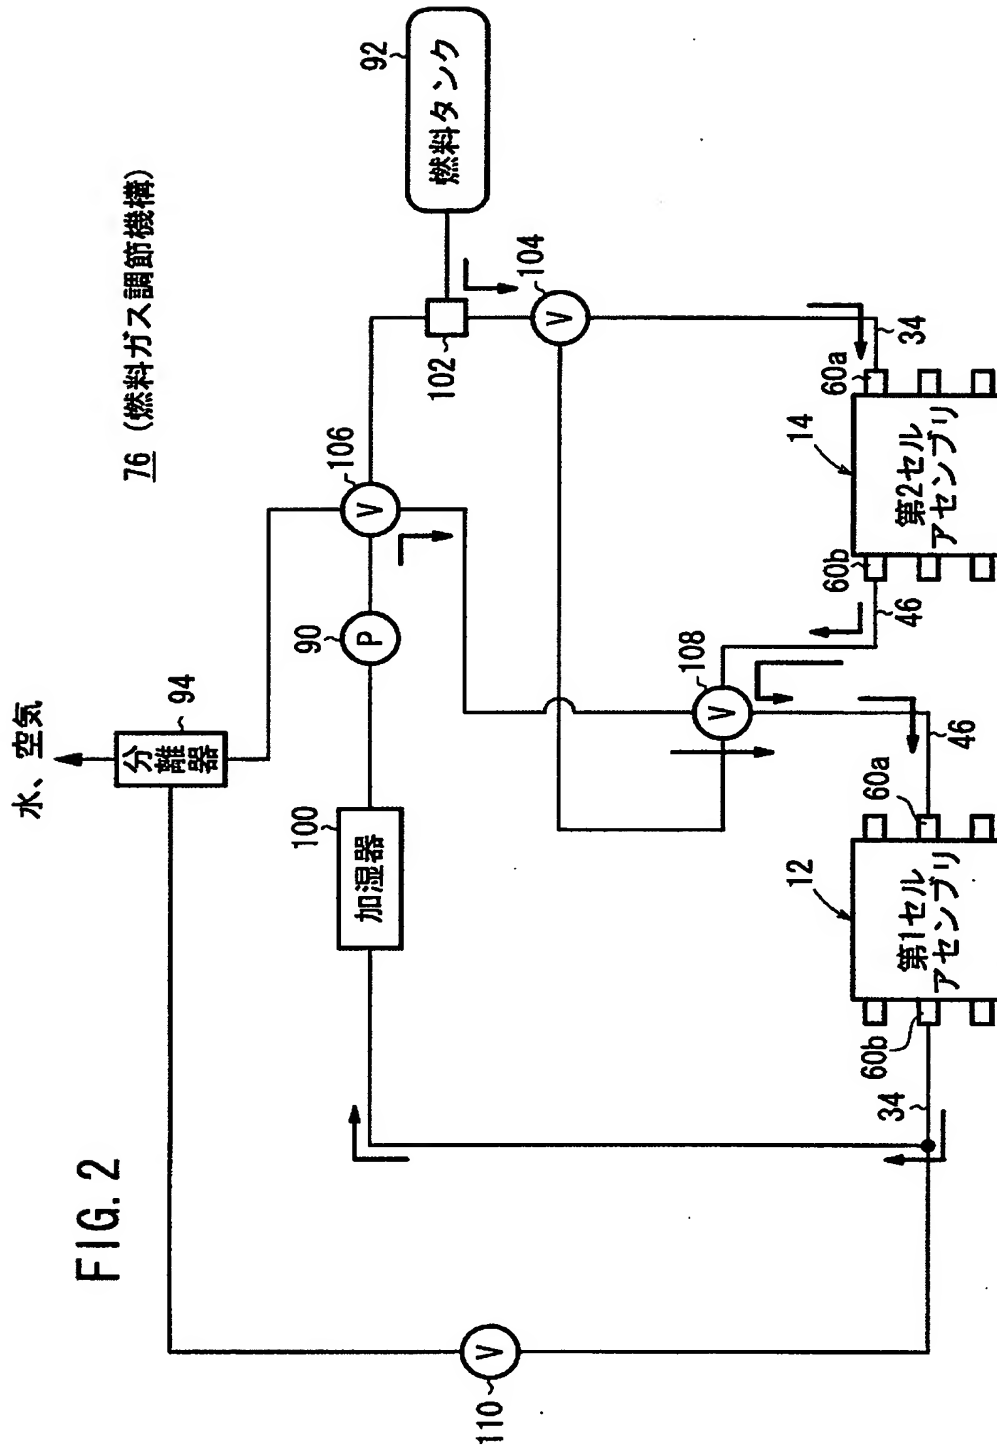 FIG. 2
76 (燃料ガス調節機構)
水、空気
94
分離器
92
燃料タンク
106
V
90
P
100
加湿器
102
104
V
110
V
108
V
46
46
34
34
60a
60b
60a
60b
12
第1セル
アセンブリ
14
第2セル
アセンブリ